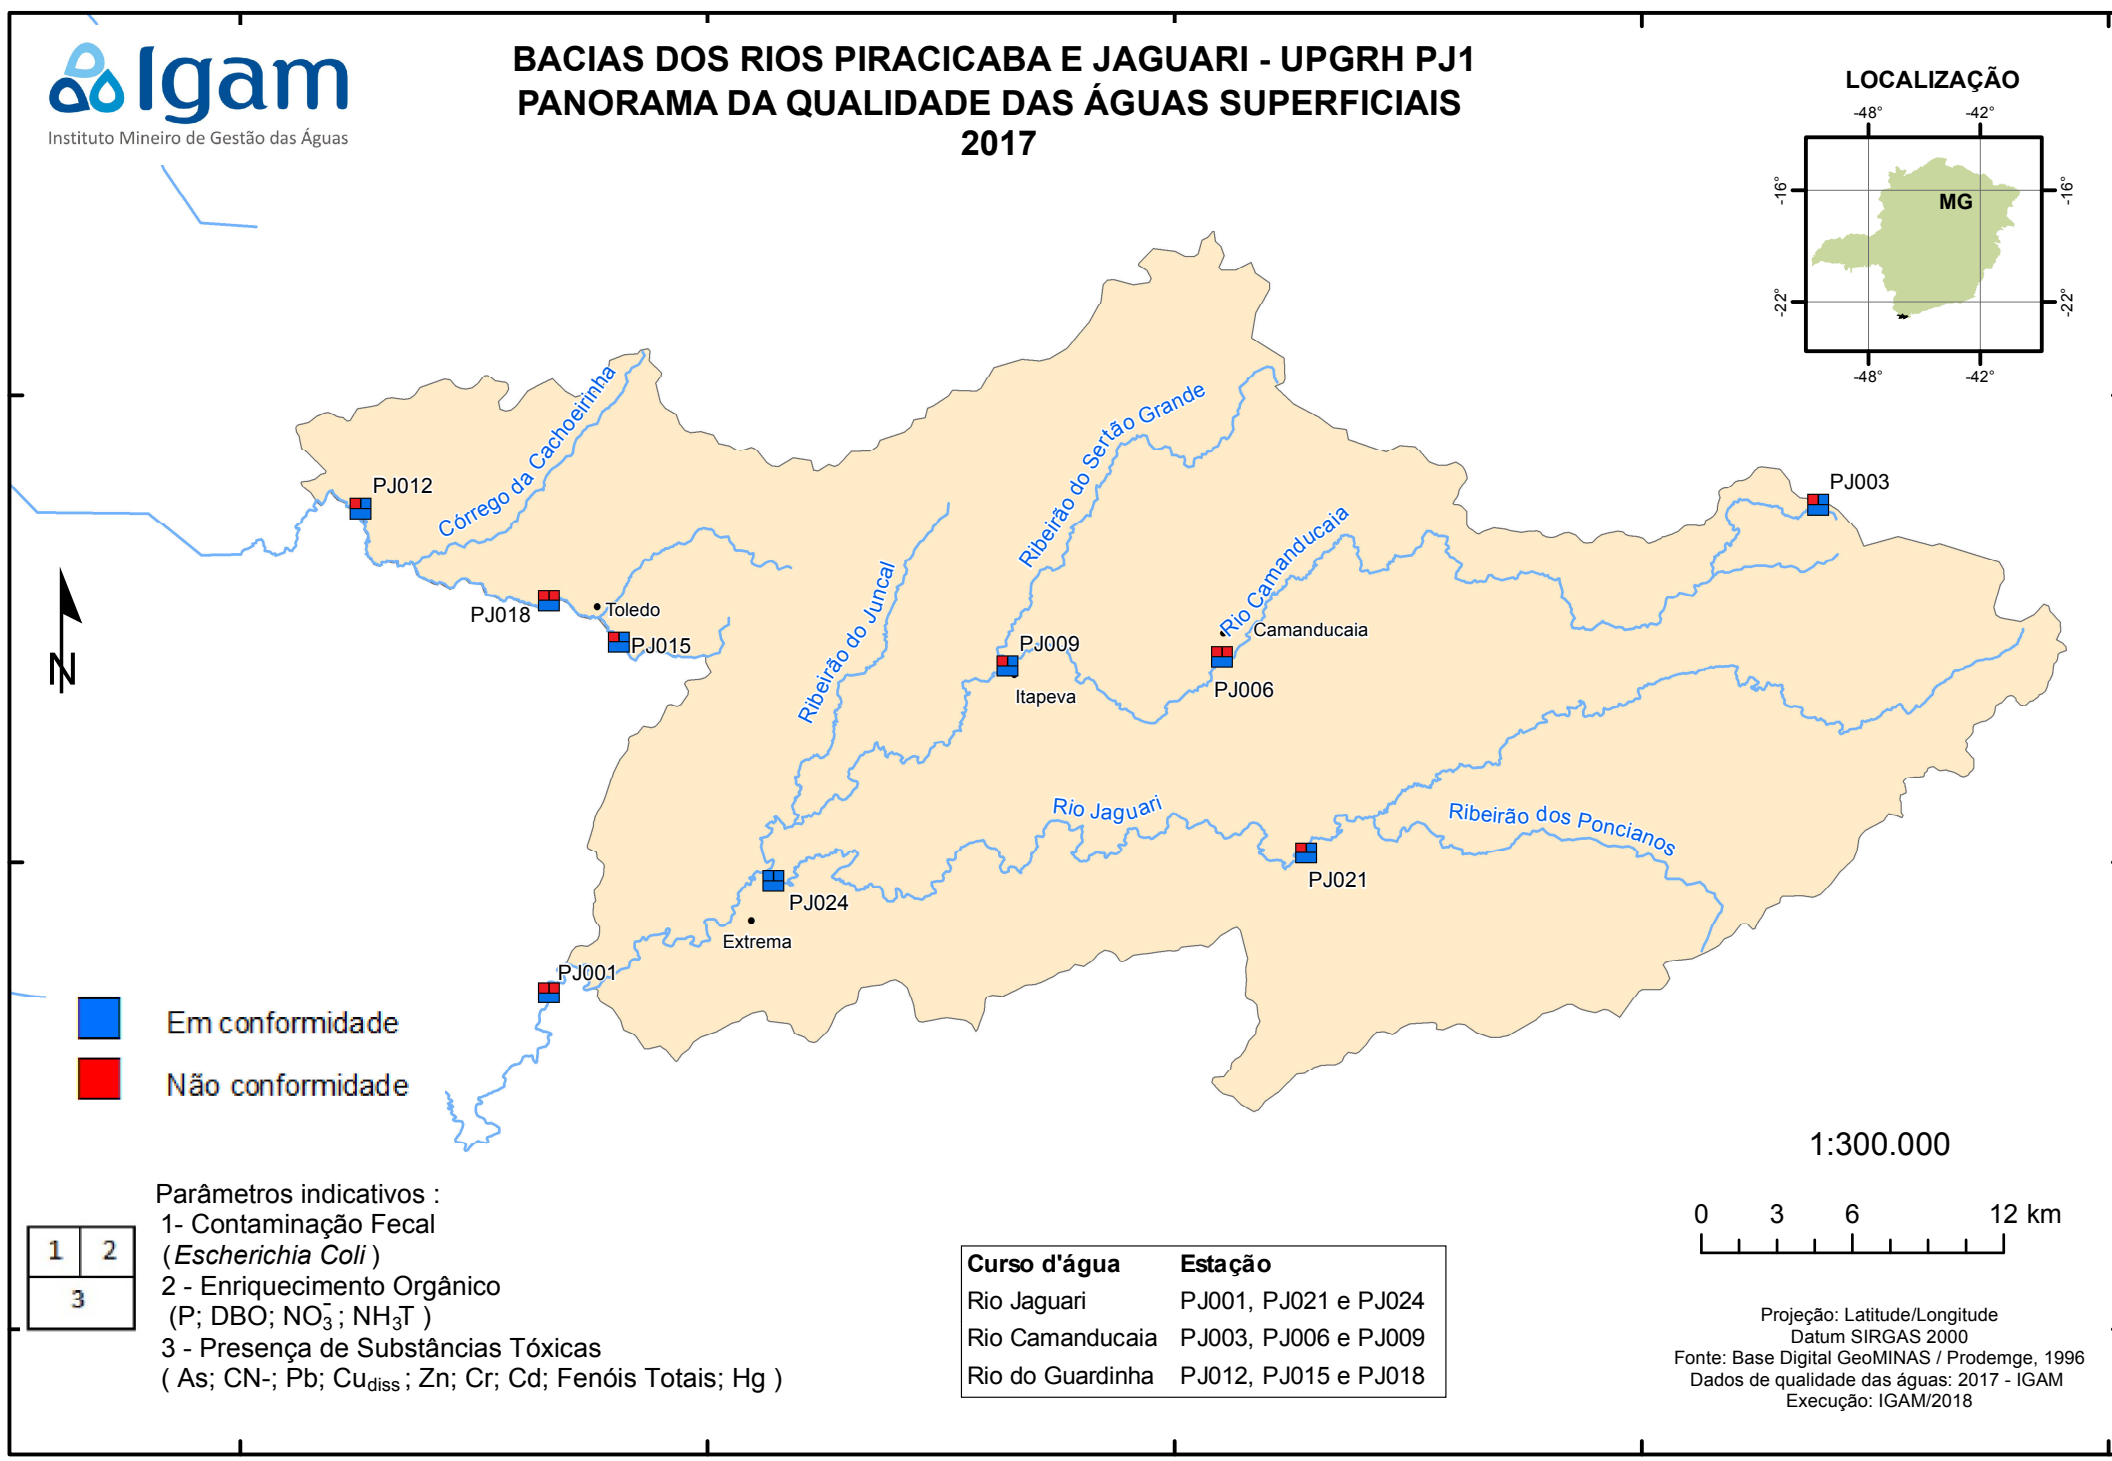 Igam
Instituto Mineiro de Gestão das Águas
BACIAS DOS RIOS PIRACICABA E JAGUARI - UPGRH PJ1
PANORAMA DA QUALIDADE DAS ÁGUAS SUPERFICIAIS
2017
LOCALIZAÇÃO
-48° -42°
-16° -16°
MG
-22° -22°
-48° -42°
Córrego da Cachoeirinha
Ribeirão do Sertão Grande
PJ012
PJ003
Rio Camanducaia
Ribeirão do Juncal
PJ018
Toledo
PJ015
PJ009
Itapeva
Camanducaia
PJ006
N
Rio Jaguari
Ribeirão dos Poncianos
PJ021
PJ024
Extrema
PJ001
Em conformidade
Não conformidade
1:300.000
0 3 6 12 km
Parâmetros indicativos :
1- Contaminação Fecal
(Escherichia Coli )
2 - Enriquecimento Orgânico
(P; DBO; NO₃⁻; NH₃T )
3 - Presença de Substâncias Tóxicas
( As; CN-; Pb; Cudiss ; Zn; Cr; Cd; Fenóis Totais; Hg )
1 2
3
Curso d'água Estação
Rio Jaguari PJ001, PJ021 e PJ024
Rio Camanducaia PJ003, PJ006 e PJ009
Rio do Guardinha PJ012, PJ015 e PJ018
Projeção: Latitude/Longitude
Datum SIRGAS 2000
Fonte: Base Digital GeoMINAS / Prodemge, 1996
Dados de qualidade das águas: 2017 - IGAM
Execução: IGAM/2018